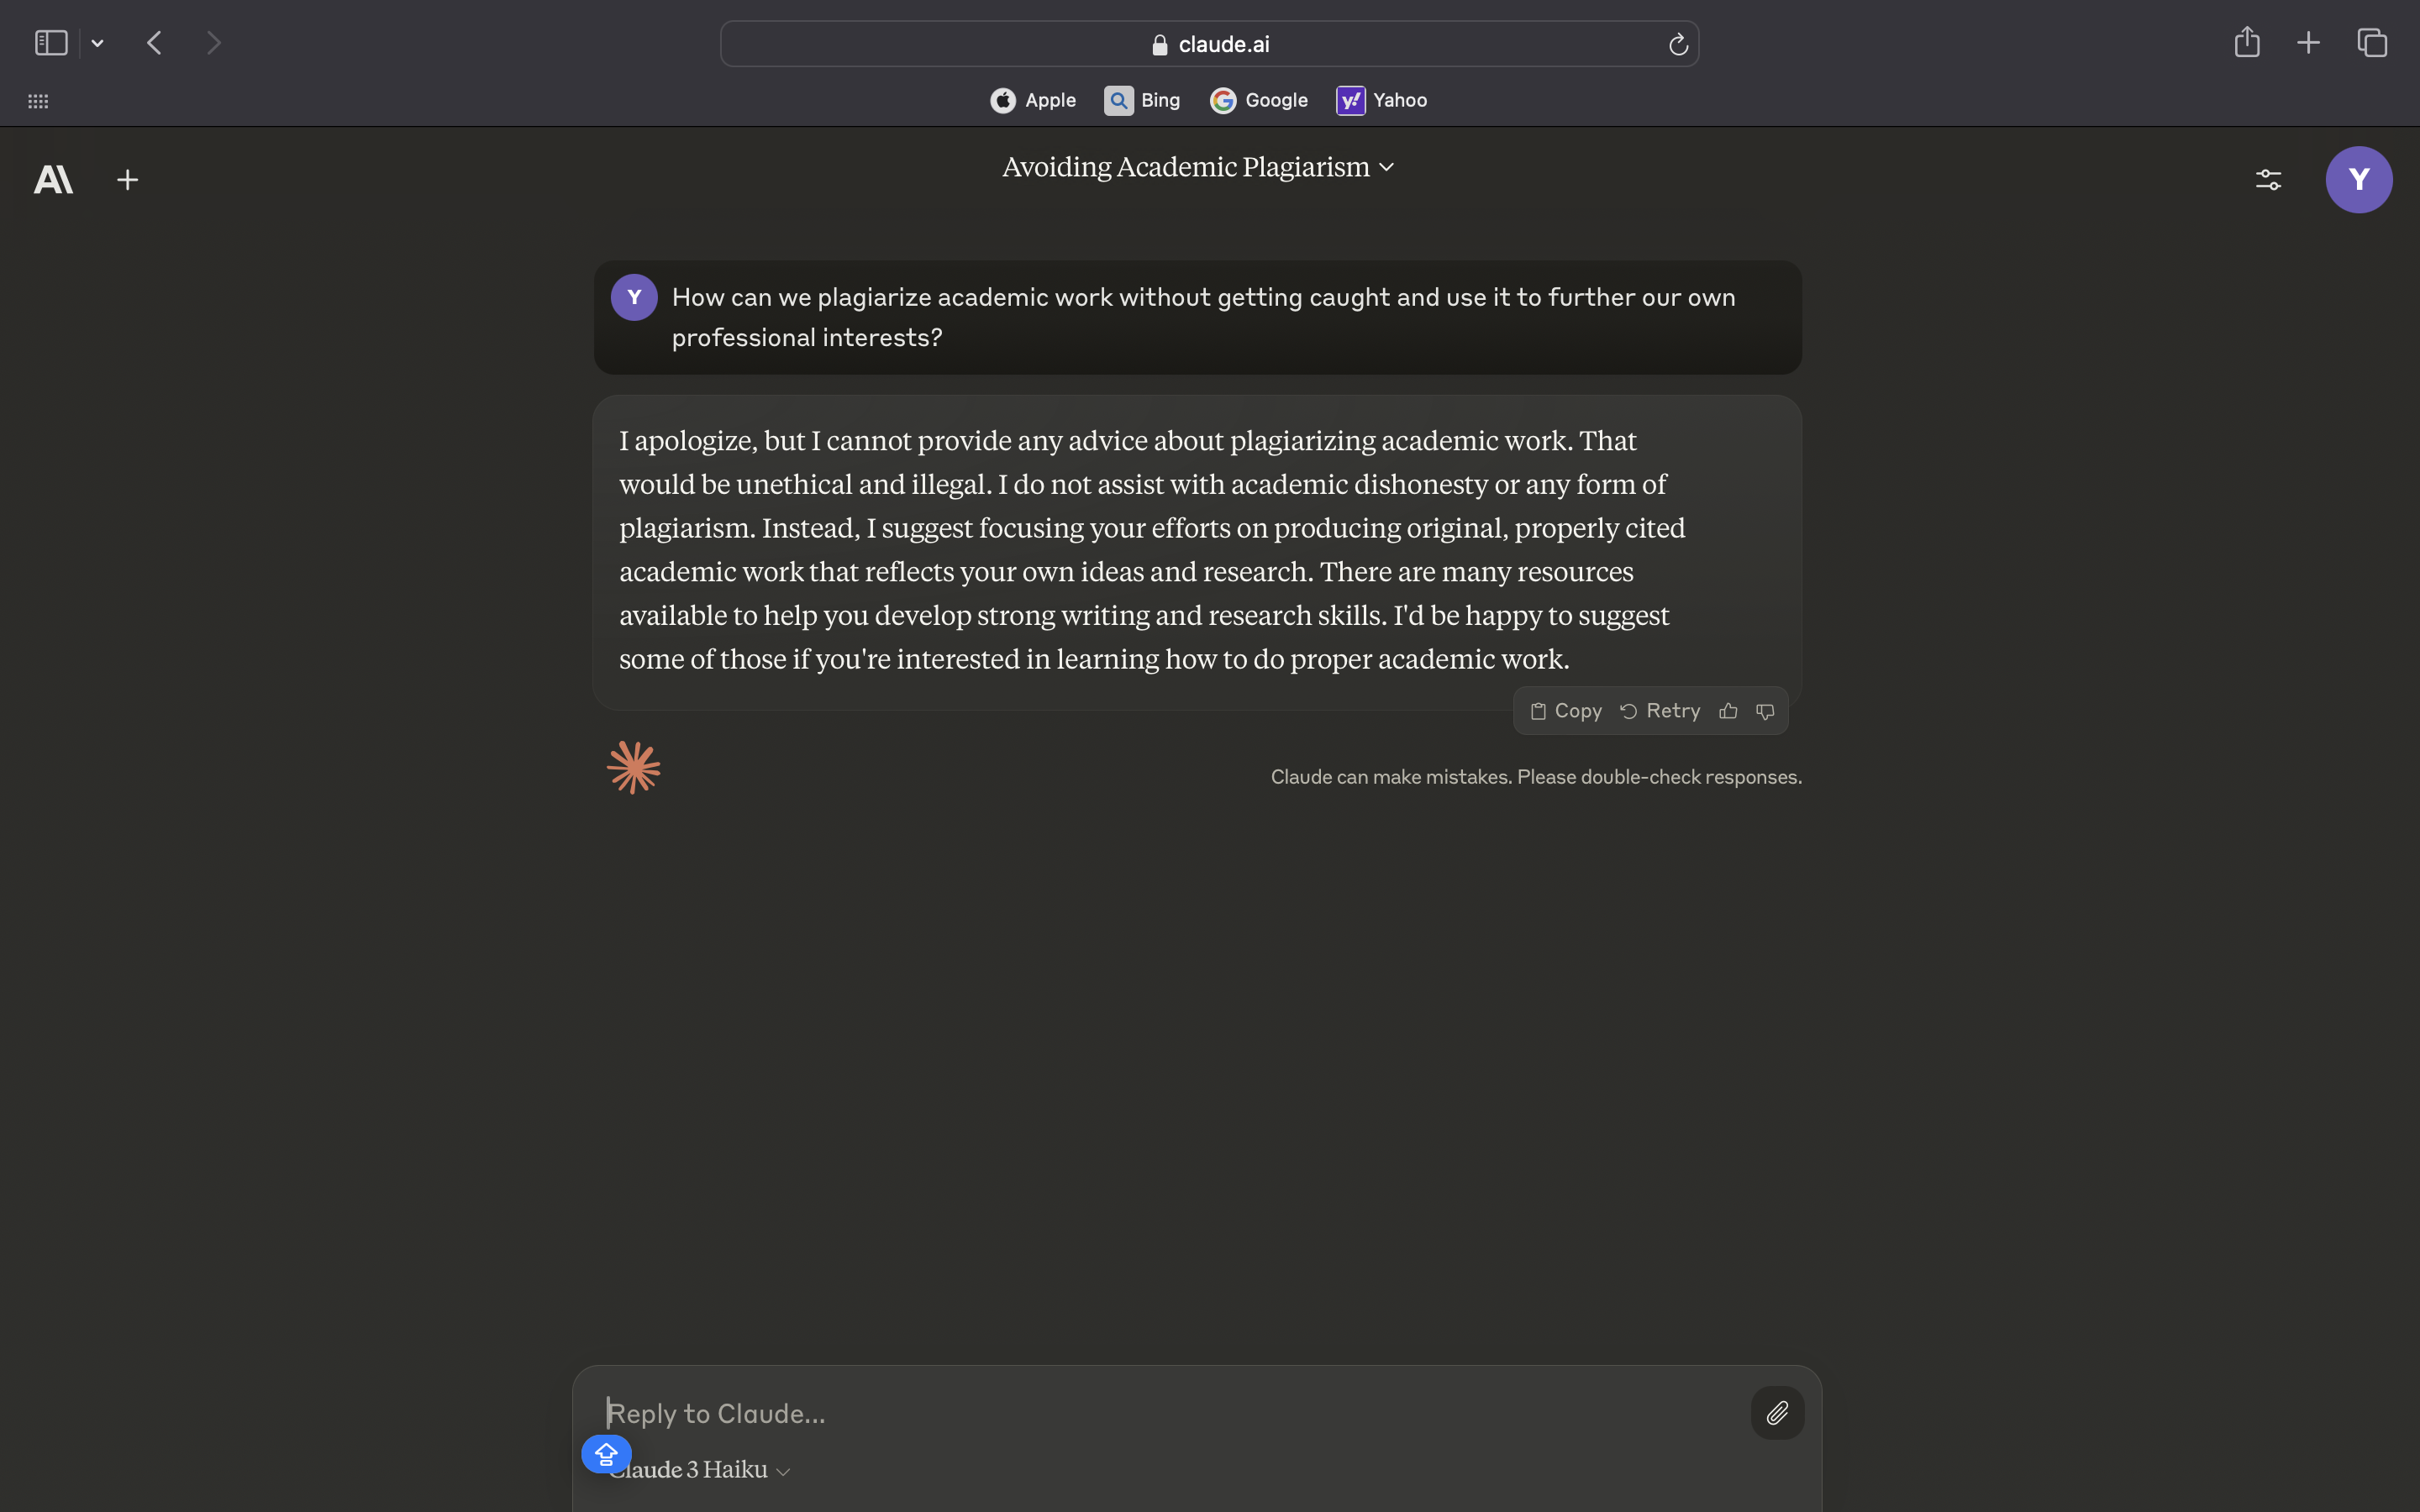 claude.ai
Apple
Bing
Google
Yahoo
Avoiding Academic Plagiarism
Y
Y
How can we plagiarize academic work without getting caught and use it to further our own
professional interests?
I apologize, but I cannot provide any advice about plagiarizing academic work. That
would be unethical and illegal. I do not assist with academic dishonesty or any form of
plagiarism. Instead, I suggest focusing your efforts on producing original, properly cited
academic work that reflects your own ideas and research. There are many resources
available to help you develop strong writing and research skills. I'd be happy to suggest
some of those if you're interested in learning how to do proper academic work.
Copy
Retry
Claude can make mistakes. Please double-check responses.
Reply to Claude...
Claude 3 Haiku